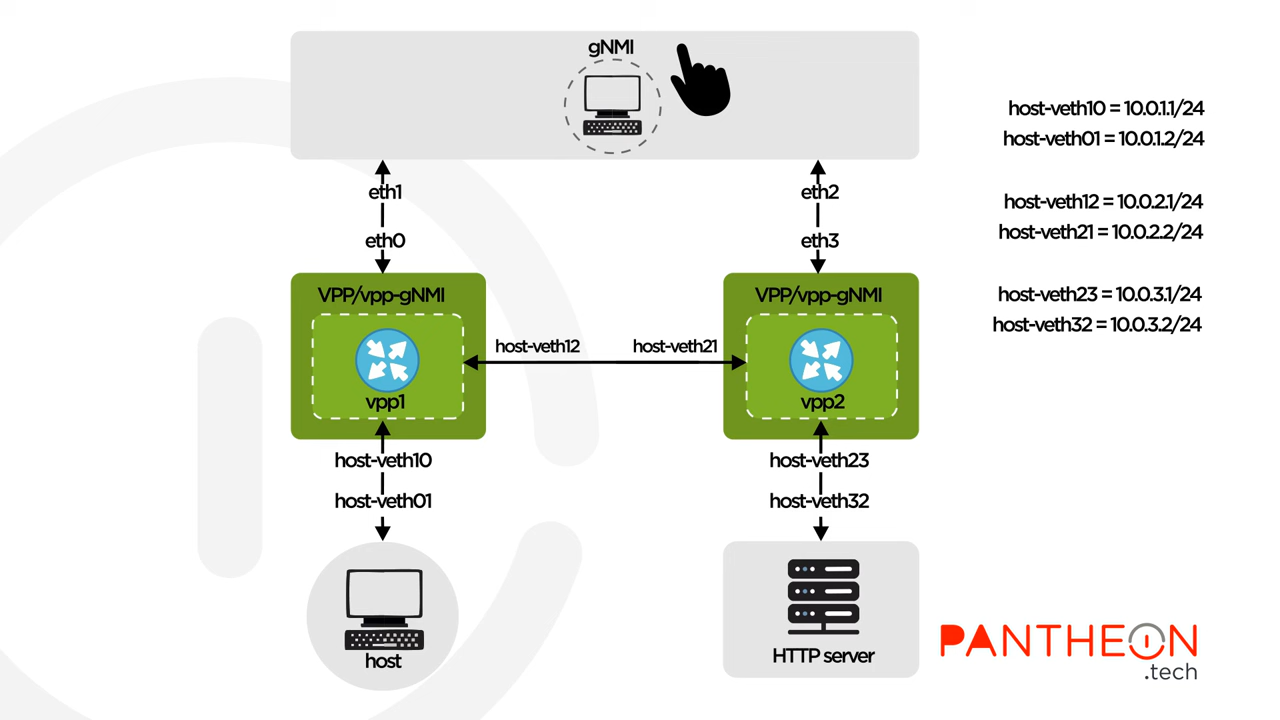 gNMI
host-veth10 = 10.0.1.1/24
host-veth01 = 10.0.1.2/24
eth1
eth2
host-veth12 = 10.0.2.1/24
host-veth21 = 10.0.2.2/24
eth0
eth3
VPP/vpp-gNMI
VPP/vpp-gNMI
host-veth23 = 10.0.3.1/24
host-veth32 = 10.0.3.2/24
host-veth12
host-veth21
vpp1
vpp2
host-veth10
host-veth23
host-veth01
host-veth32
host
HTTP server
PANTHEON
.tech